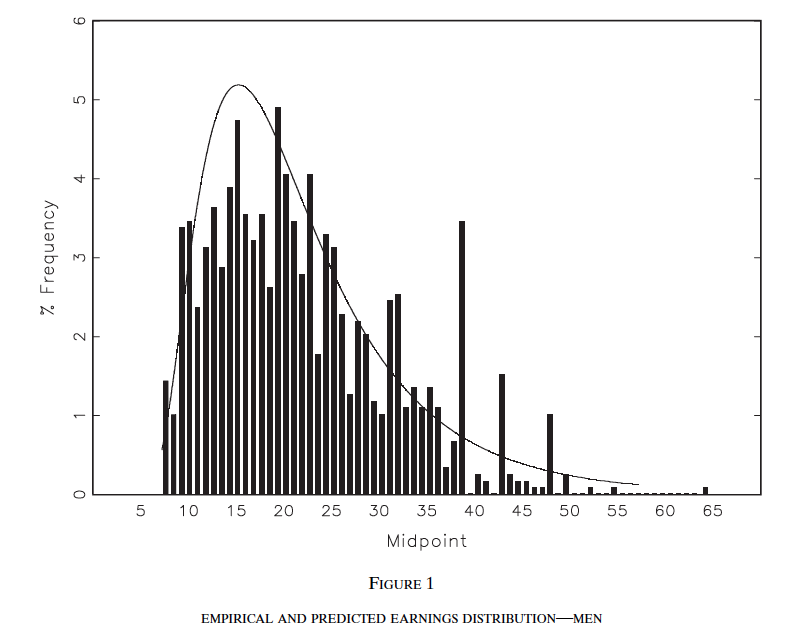 6
5
4
3
2
1
0
% Frequency
5 10 15 20 25 30 35 40 45 50 55 60 65
Midpoint
FIGURE 1
EMPIRICAL AND PREDICTED EARNINGS DISTRIBUTION—MEN